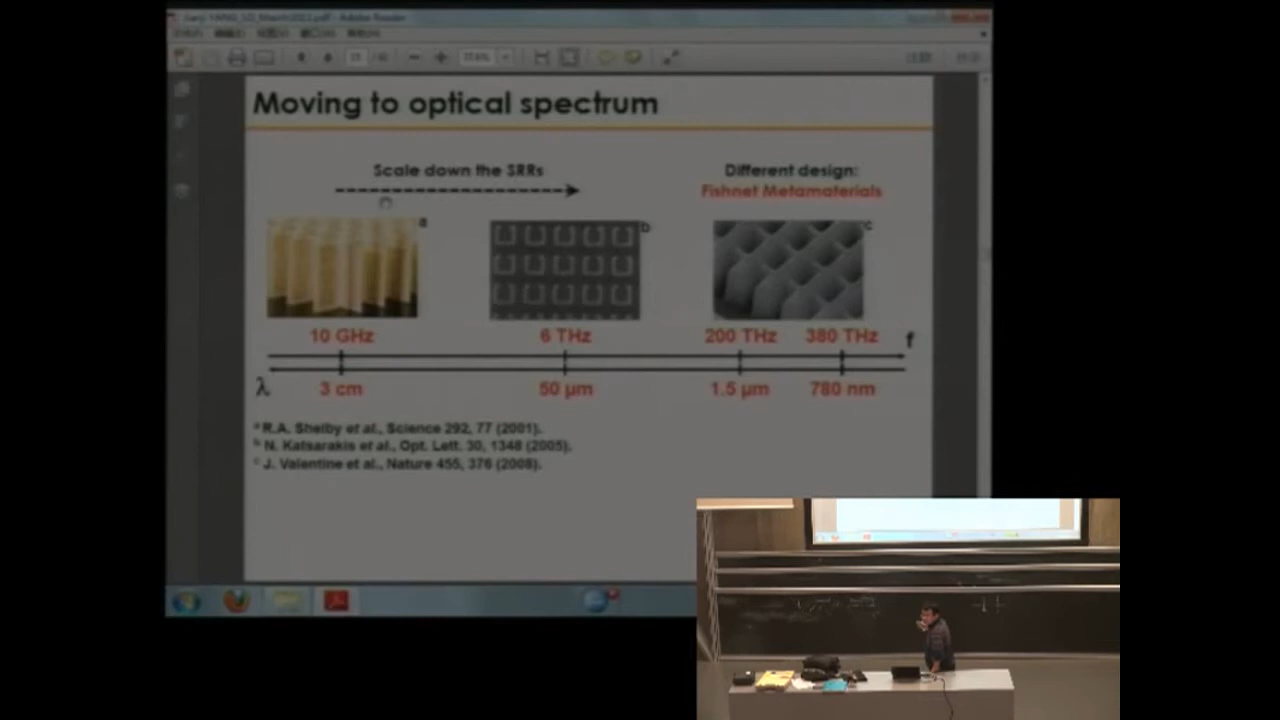 Adobe Reader
Moving to optical spectrum
Scale down the SRRs
Different design:
Fishnet Metamaterials
a
b
c
10 GHz
6 THz
200 THz
380 THz
f
λ
3 cm
50 µm
1.5 µm
780 nm
a R.A. Shelby et al., Science 292, 77 (2001).
b N. Katsarakis et al., Opt. Lett. 30, 1348 (2005).
c J. Valentine et al., Nature 455, 376 (2008).